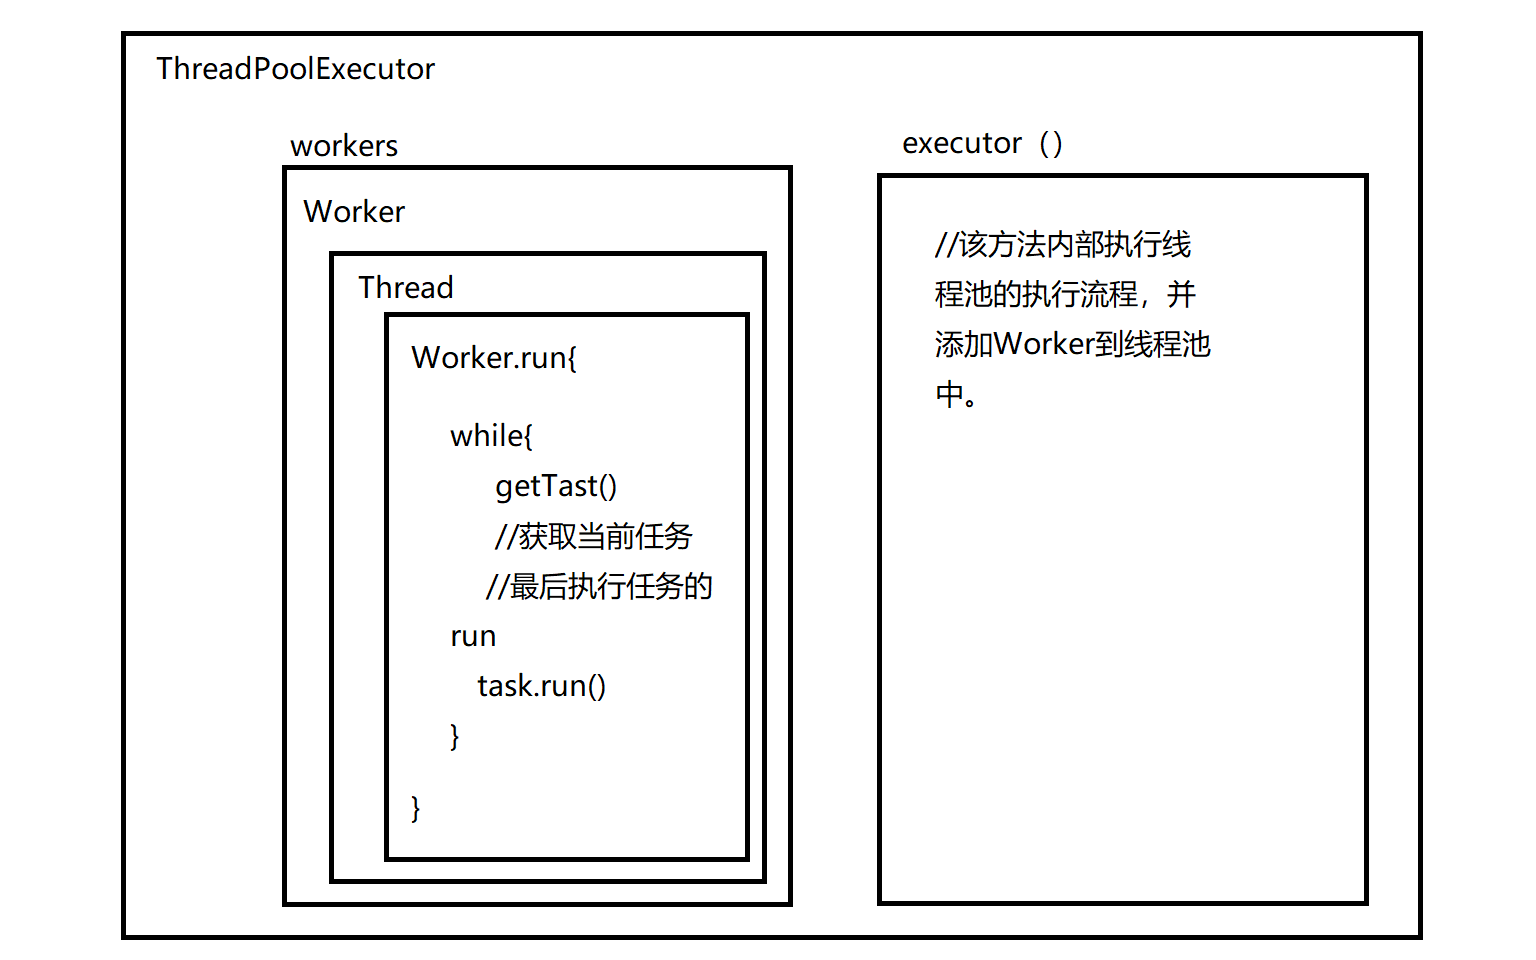 ThreadPoolExecutor
workers
Worker
Thread
Worker.run{
while{
getTast()
//获取当前任务
//最后执行任务的
run
task.run()
}
}
executor（）
//该方法内部执行线
程池的执行流程，并
添加Worker到线程池
中。